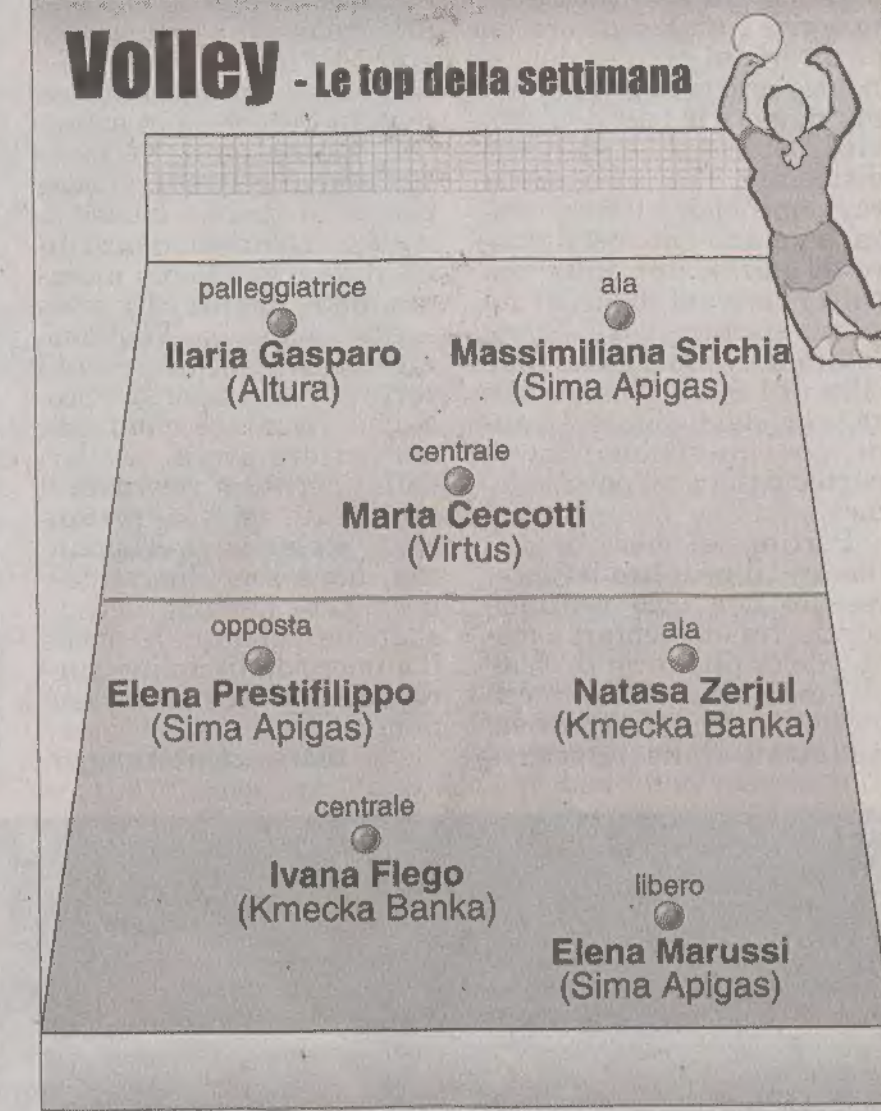 Volley - Le top della settimana
palleggiatrice
Ilaria Gasparo
(Altura)
ala
Massimiliana Srichia
(Sima Apigas)
centrale
Marta Ceccotti
(Virtus)
opposta
Elena Prestifilippo
(Sima Apigas)
ala
Natasa Zerjul
(Kmecka Banka)
centrale
Ivana Flego
(Kmecka Banka)
libero
Elena Marussi
(Sima Apigas)